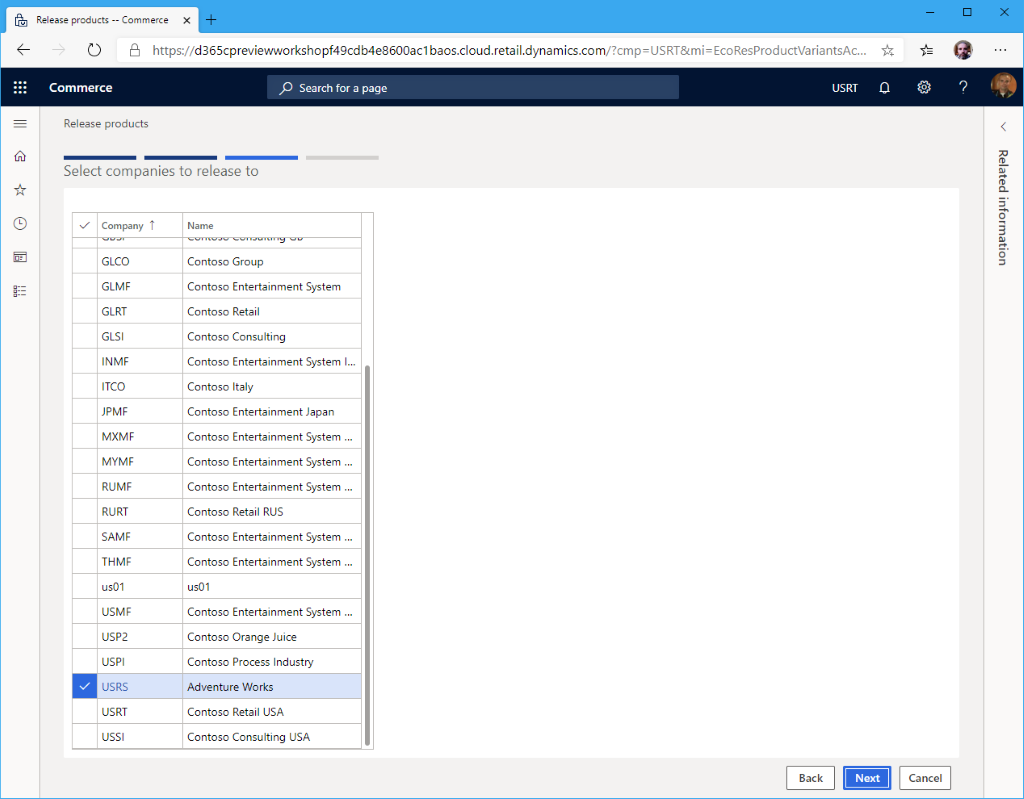 Release products -- Commerce
https://d365cpreviewworkshopf49cdb4e8600ac1baos.cloud.retail.dynamics.com/?cmp=USRT&mi=EcoResProductVariantsAc...
Commerce
Search for a page
USRT
?
Release products
Select companies to release to
Related information
Company ↑ Name
GLCO Contoso Group
GLMF Contoso Entertainment System
GLRT Contoso Retail
GLSI Contoso Consulting
INMF Contoso Entertainment System I...
ITCO Contoso Italy
JPMF Contoso Entertainment Japan
MXMF Contoso Entertainment System ...
MYMF Contoso Entertainment System ...
RUMF Contoso Entertainment System ...
RURT Contoso Retail RUS
SAMF Contoso Entertainment System ...
THMF Contoso Entertainment System ...
us01 us01
USMF Contoso Entertainment System ...
USP2 Contoso Orange Juice
USPI Contoso Process Industry
USRS Adventure Works
USRT Contoso Retail USA
USSI Contoso Consulting USA
Back Next Cancel